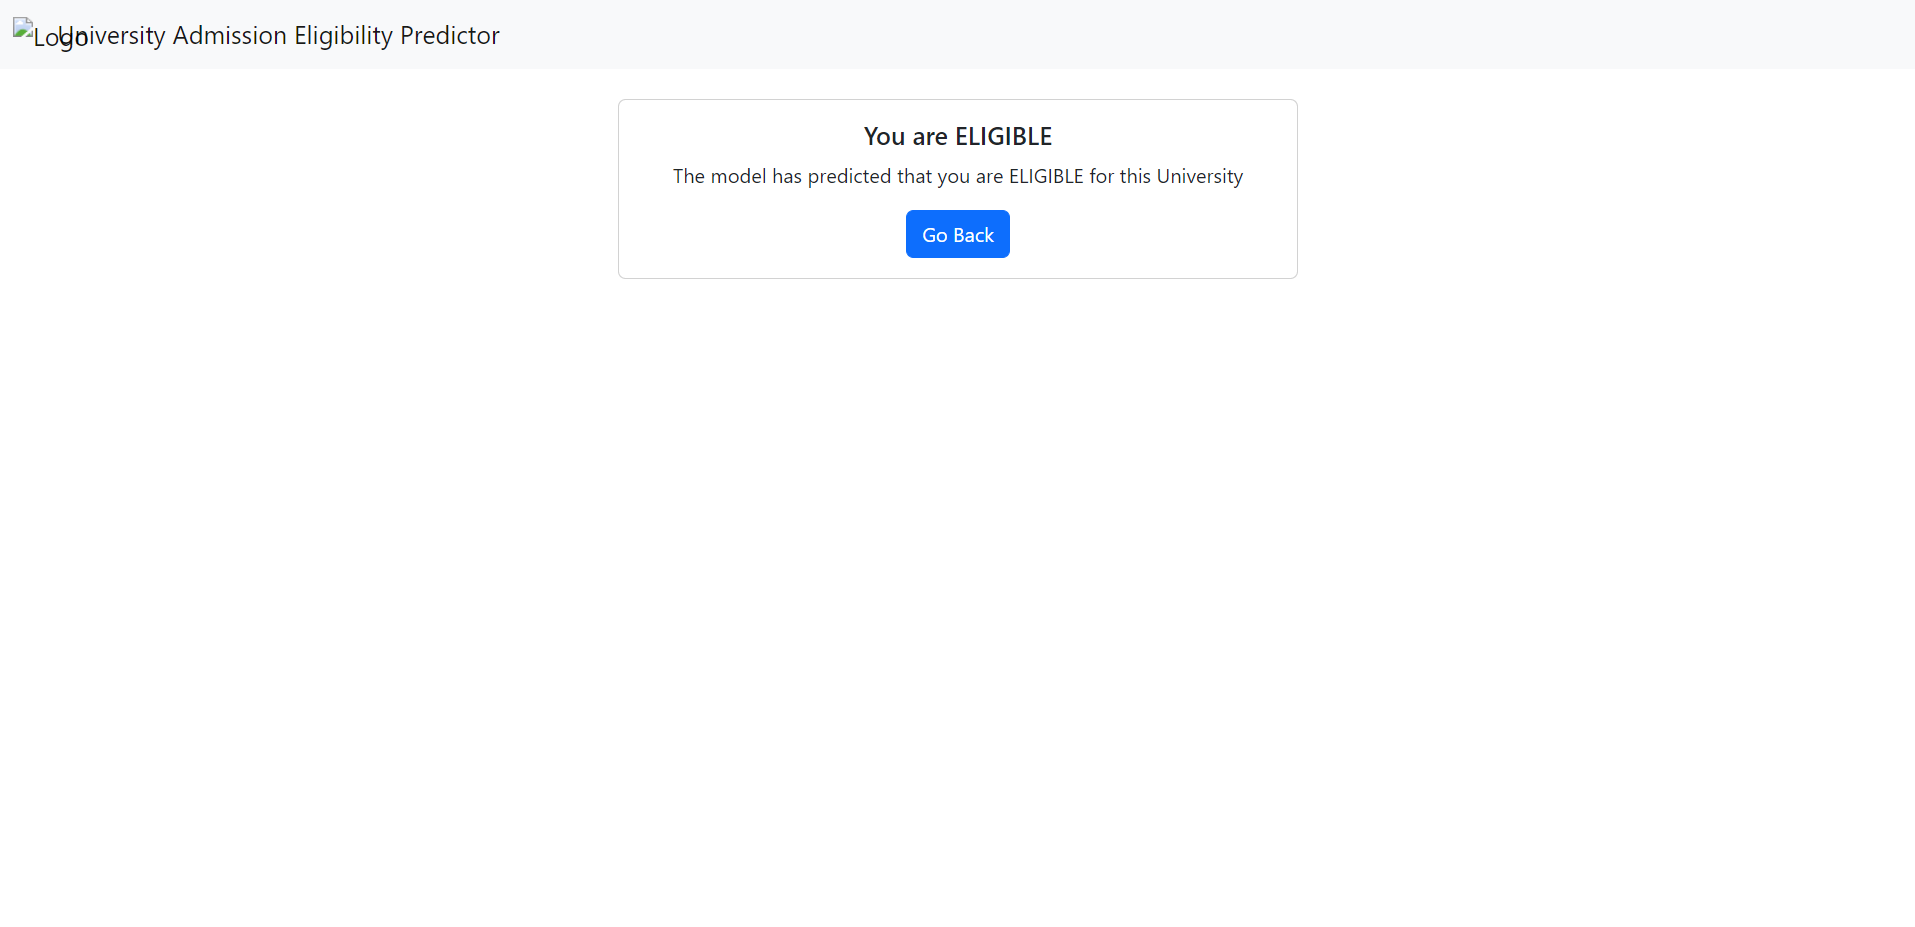 Logo
University Admission Eligibility Predictor
You are ELIGIBLE
The model has predicted that you are ELIGIBLE for this University
Go Back